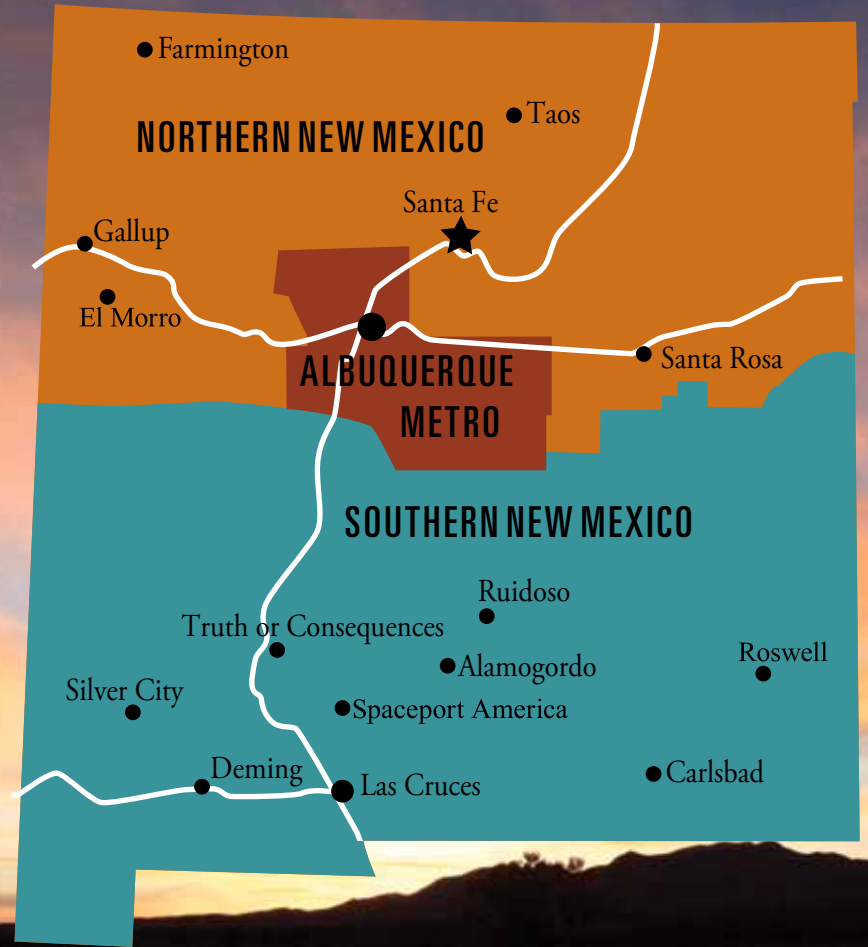 Farmington
Taos
NORTHERN NEW MEXICO
Santa Fe
Gallup
El Morro
Santa Rosa
ALBUQUERQUE
METRO
SOUTHERN NEW MEXICO
Ruidoso
Truth or Consequences
Alamogordo
Roswell
Silver City
Spaceport America
Deming
Las Cruces
Carlsbad